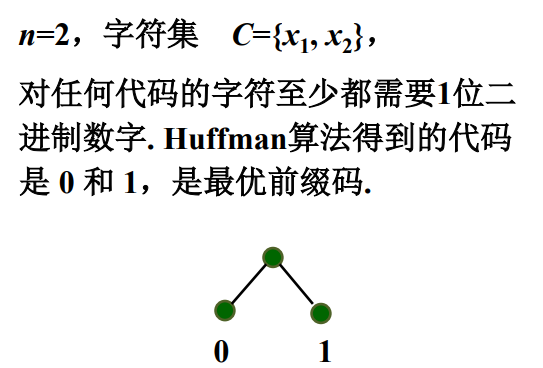 n=2，字符集 C={x₁, x₂}，
对任何代码的字符至少都需要1位二
进制数字. Huffman算法得到的代码
是 0 和 1，是最优前缀码.
0 1